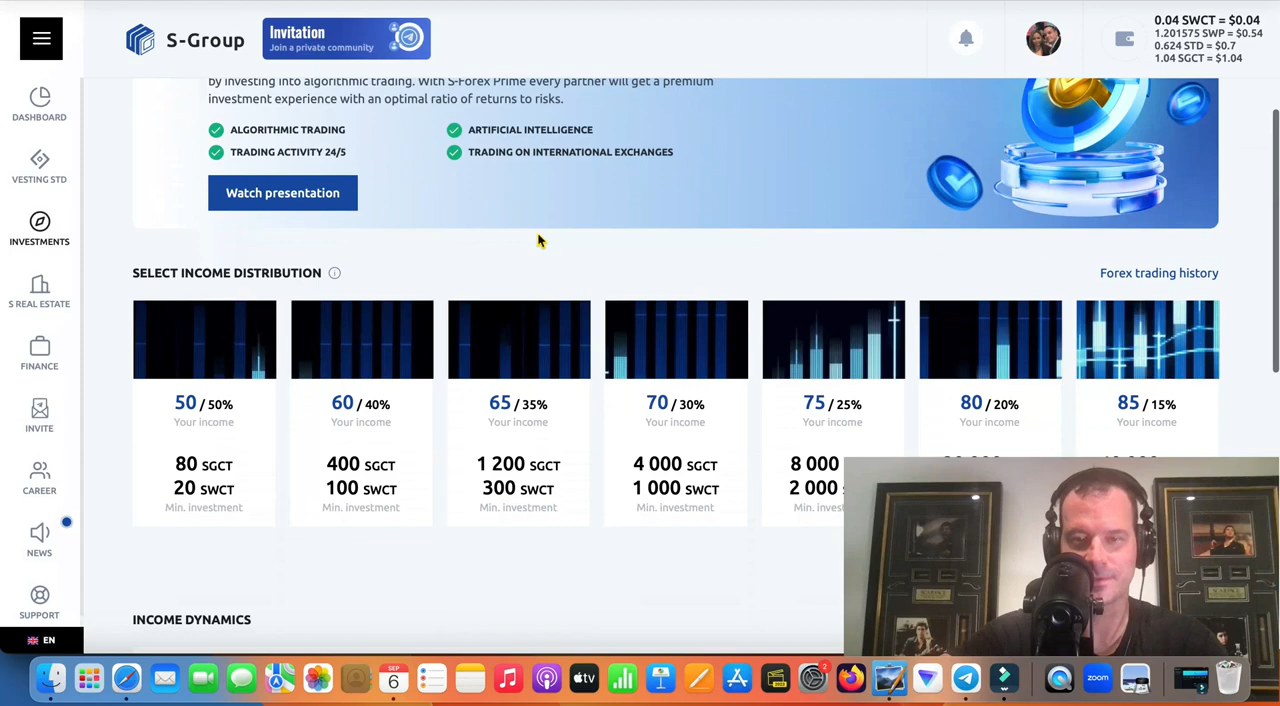 S-Group
Invitation
Join a private community
0.04 SWCT = $0.04
1.201575 SWP = $0.54
0.624 STD = $0.7
1.04 SGCT = $1.04
DASHBOARD
VESTING STD
INVESTMENTS
S REAL ESTATE
FINANCE
INVITE
CAREER
NEWS
SUPPORT
EN
by investing into algorithmic trading. With S-Forex Prime every partner will get a premium
investment experience with an optimal ratio of returns to risks.
ALGORITHMIC TRADING
ARTIFICIAL INTELLIGENCE
TRADING ACTIVITY 24/5
TRADING ON INTERNATIONAL EXCHANGES
Watch presentation
SELECT INCOME DISTRIBUTION
Forex trading history
50 / 50%
Your income
80 SGCT
20 SWCT
Min. investment
60 / 40%
Your income
400 SGCT
100 SWCT
Min. investment
65 / 35%
Your income
1 200 SGCT
300 SWCT
Min. investment
70 / 30%
Your income
4 000 SGCT
1 000 SWCT
Min. investment
75 / 25%
Your income
8 000
2 000
Min. inves
80 / 20%
Your income
85 / 15%
Your income
INCOME DYNAMICS
SEP
6
tv
2
zoom